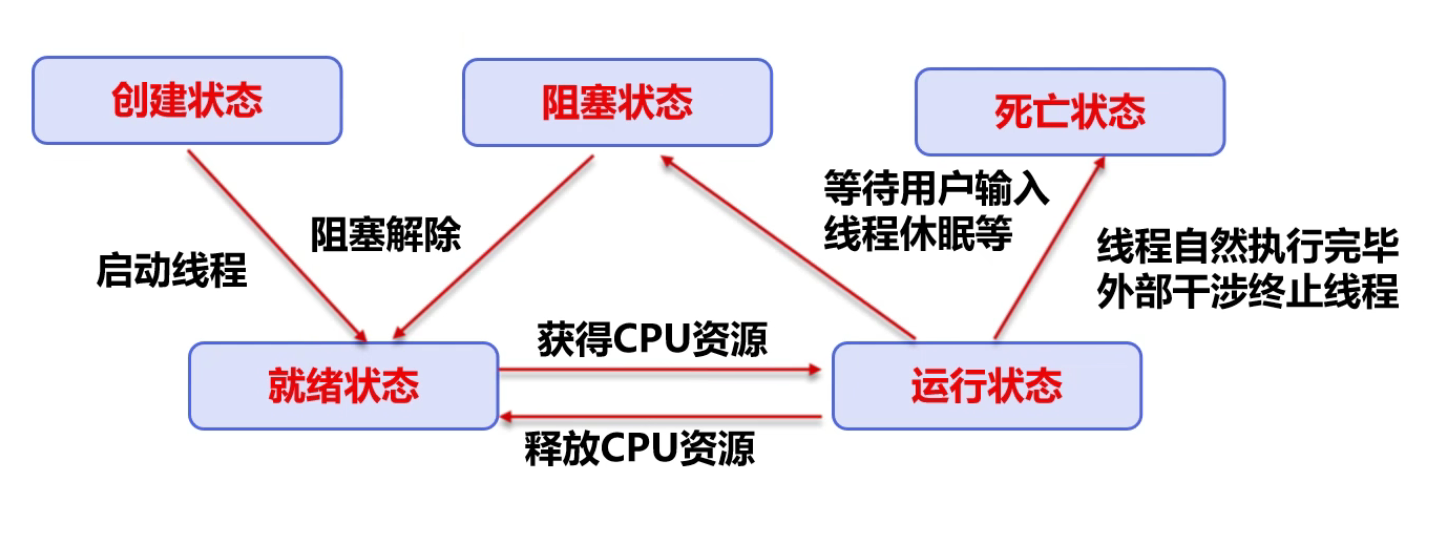 创建状态
阻塞状态
死亡状态
等待用户输入
线程休眠等
阻塞解除
启动线程
线程自然执行完毕
外部干涉终止线程
获得CPU资源
就绪状态
运行状态
释放CPU资源